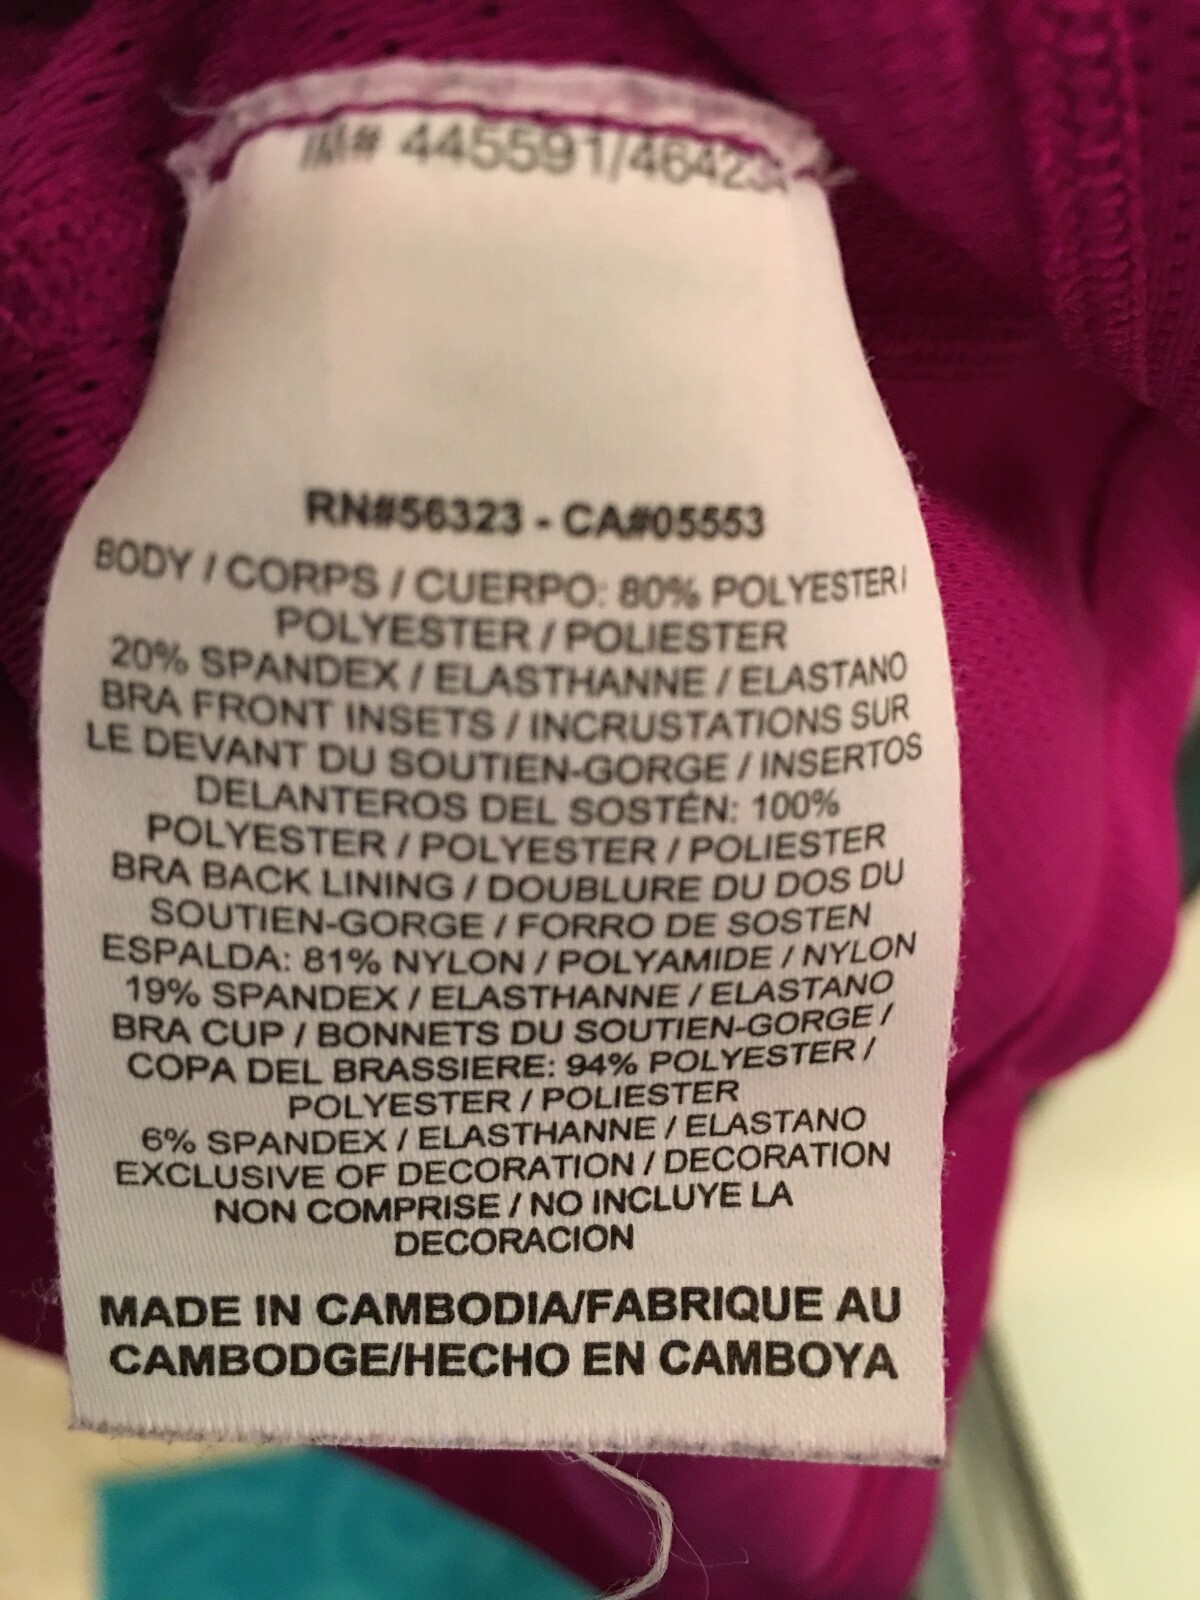 445591/46423
RN#56323 - CA#05553
BODY / CORPS / CUERPO: 80% POLYESTER /
POLYESTER / POLIESTER
20% SPANDEX / ELASTHANNE / ELASTANO
BRA FRONT INSETS / INCRUSTATIONS SUR
LE DEVANT DU SOUTIEN-GORGE / INSERTOS
DELANTEROS DEL SOSTÉN: 100%
POLYESTER / POLYESTER / POLIESTER
BRA BACK LINING / DOUBLURE DU DOS DU
SOUTIEN-GORGE / FORRO DE SOSTEN
ESPALDA: 81% NYLON / POLYAMIDE / NYLON
19% SPANDEX / ELASTHANNE / ELASTANO
BRA CUP / BONNETS DU SOUTIEN-GORGE /
COPA DEL BRASSIERE: 94% POLYESTER /
POLYESTER / POLIESTER
6% SPANDEX / ELASTHANNE / ELASTANO
EXCLUSIVE OF DECORATION / DECORATION
NON COMPRISE / NO INCLUYE LA
DECORACION
MADE IN CAMBODIA/FABRIQUE AU
CAMBODGE/HECHO EN CAMBOYA